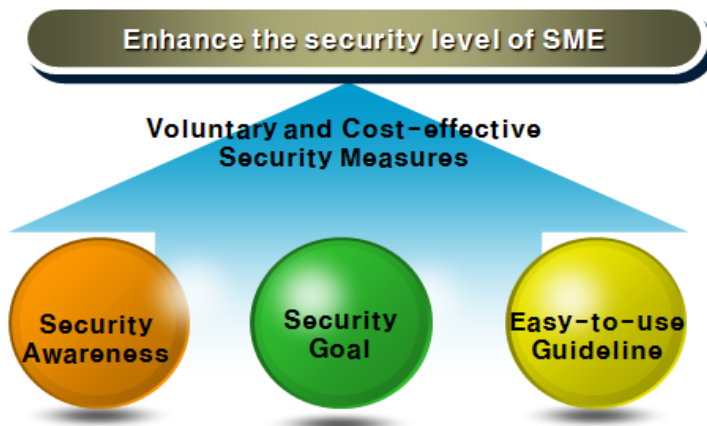 Enhance the security level of SME
Voluntary and Cost-effective
Security Measures
Security
Awareness
Security
Goal
Easy-to-use
Guideline